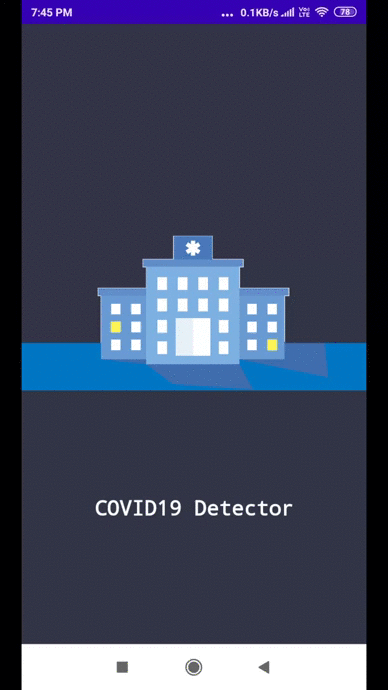 7:45 PM ... 0.1KB/s Vo) LTE 78
COVID19 Detector